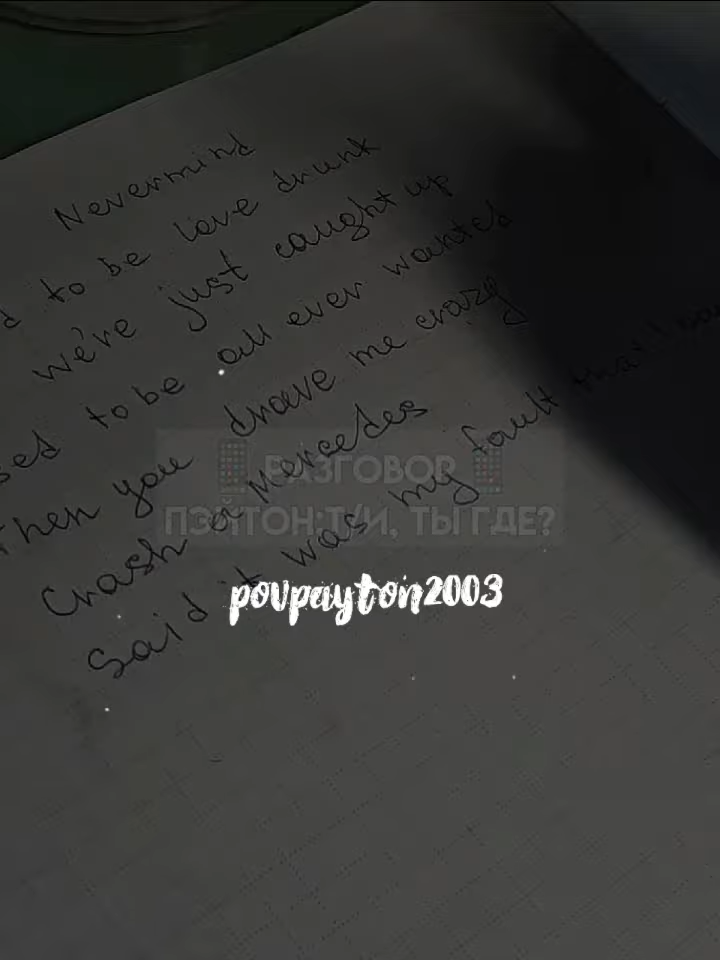 Nevermind
to be love drunk
we're just caught up
to be all ever wanted
Then you drove me crazy
Crash a Mercedes
Said it was my fault that
РАЗГОВОР
ПЭЙТОН:Т/И, ТЫ ГДЕ?
povpayton2003